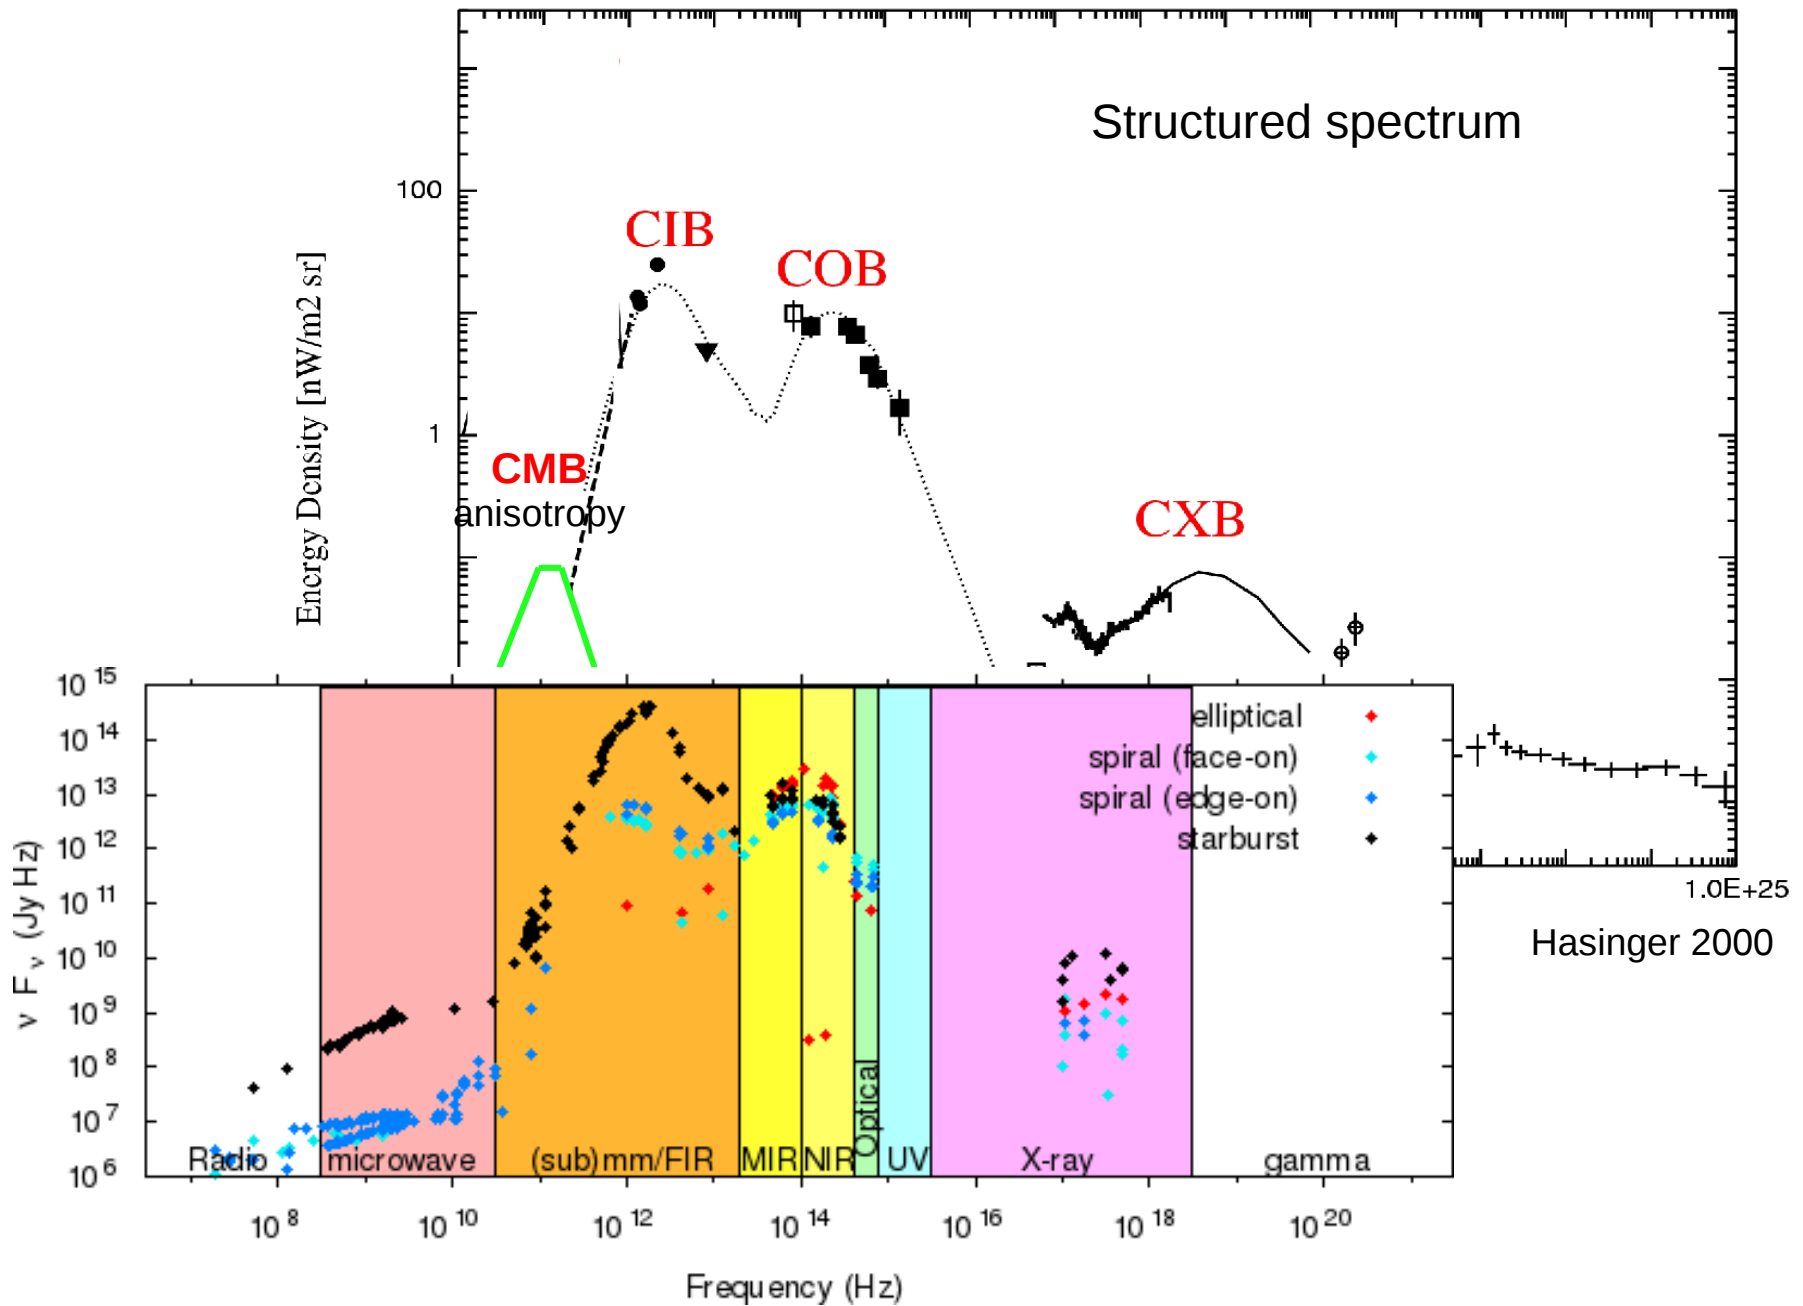 Structured spectrum
100
CIB
COB
Energy Density [nW/m2 sr]
1
CMB
anisotropy
CXB
10 15
10 14
10 13
10 12
10 11
10 10
10 9
10 8
10 7
10 6
ν F ν (Jy Hz)
elliptical
spiral (face-on)
spiral (edge-on)
starburst
Radio
microwave
(sub)mm/FIR
MIR
NIR
Optical
UV
X-ray
gamma
1.0E+25
Hasinger 2000
10 8
10 10
10 12
10 14
10 16
10 18
10 20
Frequency (Hz)